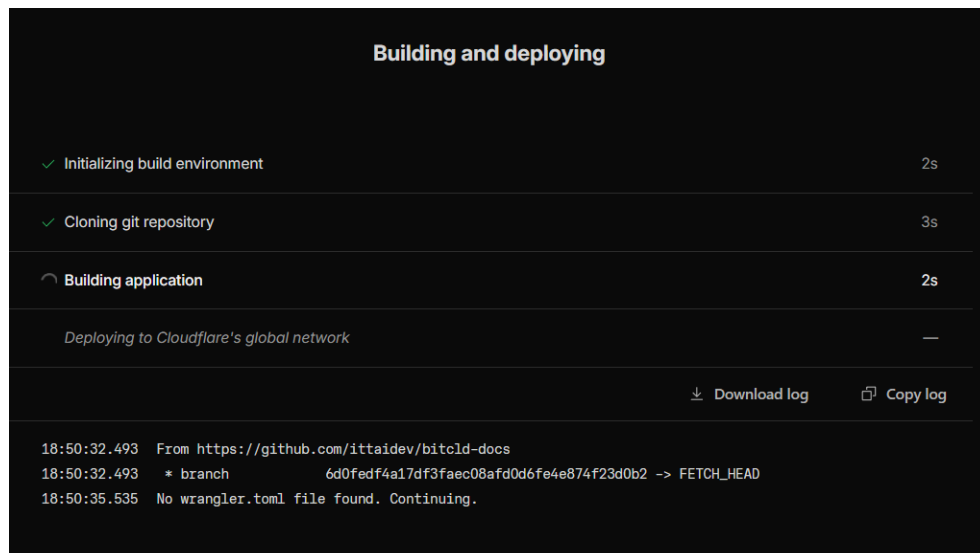 Building and deploying
Initializing build environment 2s
Cloning git repository 3s
Building application 2s
Deploying to Cloudflare's global network —
Download log Copy log
18:50:32.493 From https://github.com/ittaidev/bitcld-docs
18:50:32.493 * branch 6d0fedf4a17df3faec08afd0d6fe4e874f23d0b2 -> FETCH_HEAD
18:50:35.535 No wrangler.toml file found. Continuing.